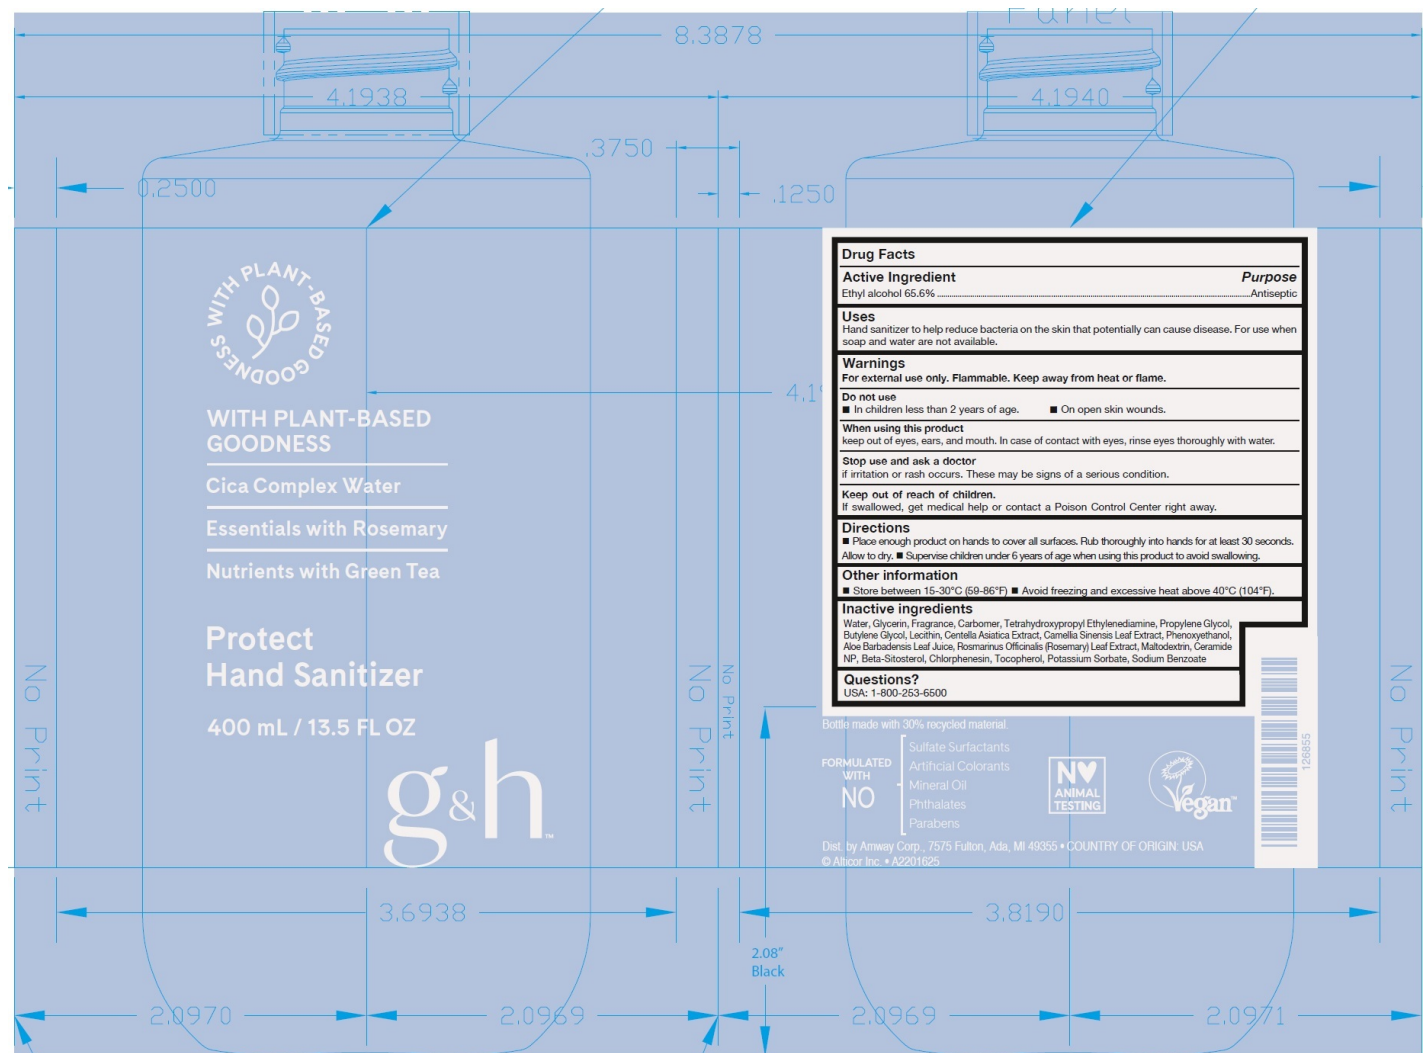 8.3878
4.1938
4.1940
.3750
0.2500
.1250
WITH PLANT-BASED GOODNESS
WITH PLANT-BASED
GOODNESS
Cica Complex Water
Essentials with Rosemary
Nutrients with Green Tea
Protect
Hand Sanitizer
400 mL / 13.5 FL OZ
g&h™
No Print
No Print
No Print
No Print
Drug Facts
Active Ingredient Purpose
Ethyl alcohol 65.6% Antiseptic
Uses
Hand sanitizer to help reduce bacteria on the skin that potentially can cause disease. For use when
soap and water are not available.
Warnings
For external use only. Flammable. Keep away from heat or flame.
Do not use
■ In children less than 2 years of age. ■ On open skin wounds.
When using this product
keep out of eyes, ears, and mouth. In case of contact with eyes, rinse eyes thoroughly with water.
Stop use and ask a doctor
if irritation or rash occurs. These may be signs of a serious condition.
Keep out of reach of children.
If swallowed, get medical help or contact a Poison Control Center right away.
Directions
■ Place enough product on hands to cover all surfaces. Rub thoroughly into hands for at least 30 seconds.
Allow to dry. ■ Supervise children under 6 years of age when using this product to avoid swallowing.
Other information
■ Store between 15-30°C (59-86°F) ■ Avoid freezing and excessive heat above 40°C (104°F).
Inactive ingredients
Water, Glycerin, Fragrance, Carbomer, Tetrahydroxypropyl Ethylenediamine, Propylene Glycol,
Butylene Glycol, Lecithin, Centella Asiatica Extract, Camellia Sinensis Leaf Extract, Phenoxyethanol,
Aloe Barbadensis Leaf Juice, Rosmarinus Officinalis (Rosemary) Leaf Extract, Maltodextrin, Ceramide
NP, Beta-Sitosterol, Chlorphenesin, Tocopherol, Potassium Sorbate, Sodium Benzoate
Questions?
USA: 1-800-253-6500
Bottle made with 30% recycled material.
FORMULATED
WITH
NO
Sulfate Surfactants
Artificial Colorants
Mineral Oil
Phthalates
Parabens
NO
ANIMAL
TESTING
Vegan™
126855
Dist. by Amway Corp., 7575 Fulton, Ada, MI 49355 • COUNTRY OF ORIGIN: USA
© Alticor Inc. • A2201625
3.6938
3.8190
2.08"
Black
2.0970
2.0969
2.0969
2.0971